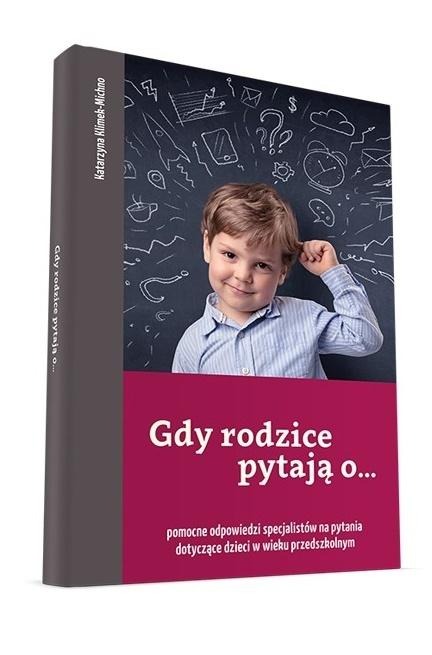 Katarzyna Klimek-Michno
Gdy rodzice pytają o...
Gdy rodzice
pytają o...
pomocne odpowiedzi specjalistów na pytania
dotyczące dzieci w wieku przedszkolnym